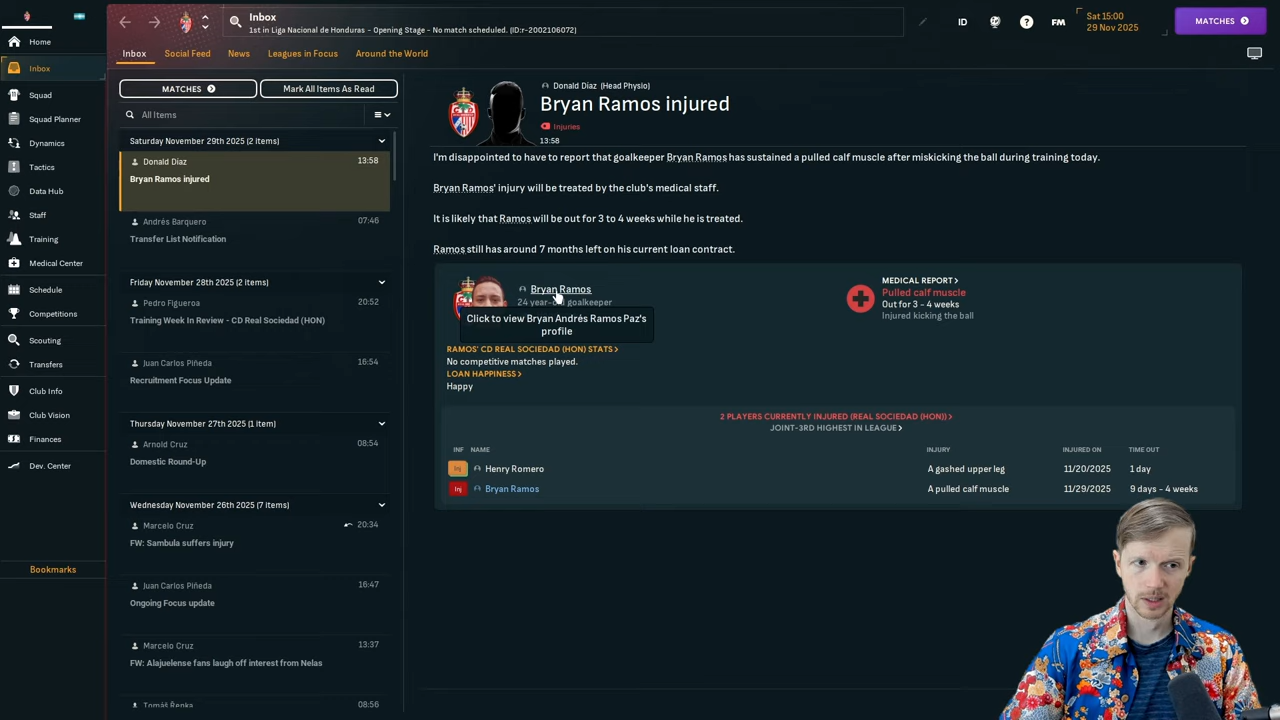 Home
Inbox
Squad
Squad Planner
Dynamics
Tactics
Data Hub
Staff
Training
Medical Center
Schedule
Competitions
Scouting
Transfers
Club Info
Club Vision
Finances
Dev. Center
Bookmarks
Inbox
1st in Liga Nacional de Honduras - Opening Stage - No match scheduled. (ID:r-2002106072)
ID
FM
Sat 15:00
29 Nov 2025
MATCHES
Inbox
Social Feed
News
Leagues in Focus
Around the World
MATCHES
Mark All Items As Read
All Items
Saturday November 29th 2025 (2 items)
Donald Díaz 13:58
Bryan Ramos injured
Andrés Barquero 07:46
Transfer List Notification
Friday November 28th 2025 (2 Items)
Pedro Figueroa 20:52
Training Week In Review - CD Real Sociedad (HON)
Juan Carlos Piñeda 16:54
Recruitment Focus Update
Thursday November 27th 2025 (1 Item)
Arnold Cruz 08:54
Domestic Round-Up
Wednesday November 26th 2025 (7 items)
Marcelo Cruz 20:34
FW: Sambula suffers injury
Juan Carlos Piñeda 16:47
Ongoing Focus update
Marcelo Cruz 13:37
FW: Alajuelense fans laugh off interest from Nelas
Tomáš Řepka 08:56
Donald Díaz (Head Physio)
Bryan Ramos injured
Injuries
13:58
I'm disappointed to have to report that goalkeeper Bryan Ramos has sustained a pulled calf muscle after miskicking the ball during training today.
Bryan Ramos' injury will be treated by the club's medical staff.
It is likely that Ramos will be out for 3 to 4 weeks while he is treated.
Ramos still has around 7 months left on his current loan contract.
Bryan Ramos
24 year-old goalkeeper
Click to view Bryan Andrés Ramos Paz's
profile
RAMOS' CD REAL SOCIEDAD (HON) STATS
No competitive matches played.
LOAN HAPPINESS
Happy
MEDICAL REPORT
Pulled calf muscle
Out for 3 - 4 weeks
Injured kicking the ball
2 PLAYERS CURRENTLY INJURED (REAL SOCIEDAD (HON))
JOINT-3RD HIGHEST IN LEAGUE
INF NAME INJURY INJURED ON TIME OUT
Inj Henry Romero A gashed upper leg 11/20/2025 1 day
Inj Bryan Ramos A pulled calf muscle 11/29/2025 9 days - 4 weeks